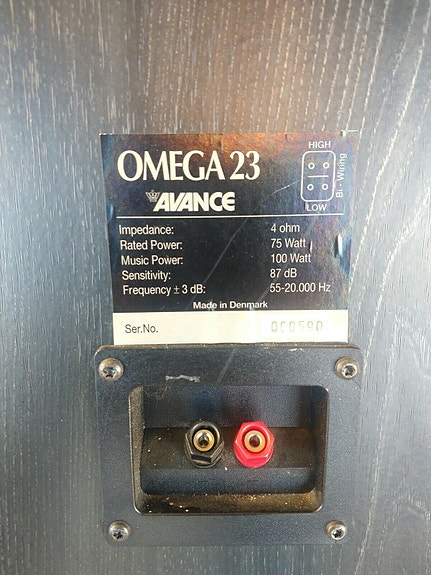 OMEGA 23
AVANCE
HIGH
LOW
Bi - Wiring
Impedance: 4 ohm
Rated Power: 75 Watt
Music Power: 100 Watt
Sensitivity: 87 dB
Frequency ± 3 dB: 55-20.000 Hz
Made in Denmark
Ser.No. 000590